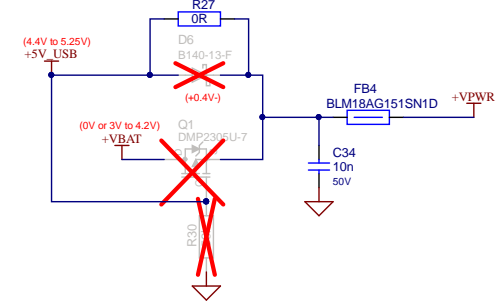 R27
0R
(4.4V to 5.25V)
+5V_USB
D6
B140-13-F
(+0.4V-)
FB4
BLM18AG151SN1D
+VPWR
(0V or 3V to 4.2V)
+VBAT
Q1
DMP2305U-7
C34
10n
50V
R30